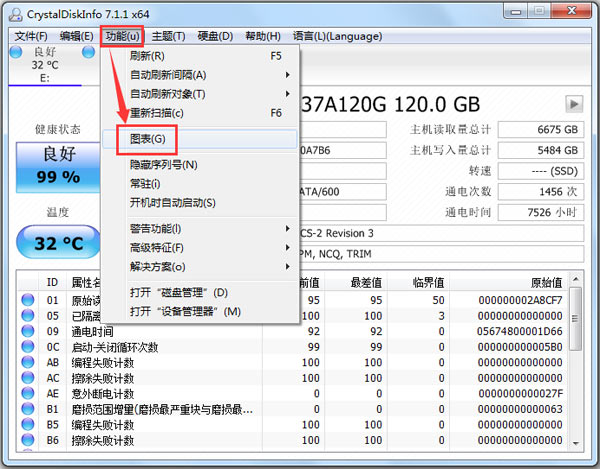 CrystalDiskInfo 7.1.1 x64
文件(F) 编辑(E) 功能(u) 主题(T) 硬盘(D) 帮助(H) 语言(L)(Language)
良好
32 °C
E:
刷新(R) F5
自动刷新间隔(A)
自动刷新对象(T)
重新扫描(c) F6
图表(G)
隐藏序列号(N)
常驻(i)
开机时自动启动(S)
警告功能(l)
高级特征(F)
解决方案(o)
打开“磁盘管理”(D)
打开“设备管理器”(M)
37A120G 120.0 GB
健康状态
良好
99 %
温度
32 °C
0A7B6
ATA/600
CS-2 Revision 3
PM, NCQ, TRIM
主机读取量总计 6675 GB
主机写入量总计 5484 GB
转速 ---- (SSD)
通电次数 1456 次
通电时间 7526 小时
ID 属性名 前值 最差值 临界值 原始值
01 原始读 95 95 50 000000002A8CF7
05 已隔离 100 100 3 00000000000000
09 通电时间 92 92 0 05674800001D66
0C 启动-关闭循环次数 99 99 0 000000000005B0
AB 编程失败计数 100 100 0 00000000000000
AC 擦除失败计数 100 100 0 00000000000000
AE 意外断电计数 0 0 0 0000000000027F
B1 磨损范围增量(磨损最严重块与磨损最... 0 0 0 00000000000063
B5 编程失败计数 100 100 0 00000000000000
B6 擦除失败计数 100 100 0 00000000000000